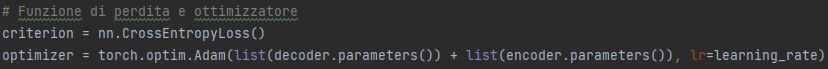 # Funzione di perdita e ottimizzatore
criterion = nn.CrossEntropyLoss()
optimizer = torch.optim.Adam(list(decoder.parameters()) + list(encoder.parameters()), lr=learning_rate)